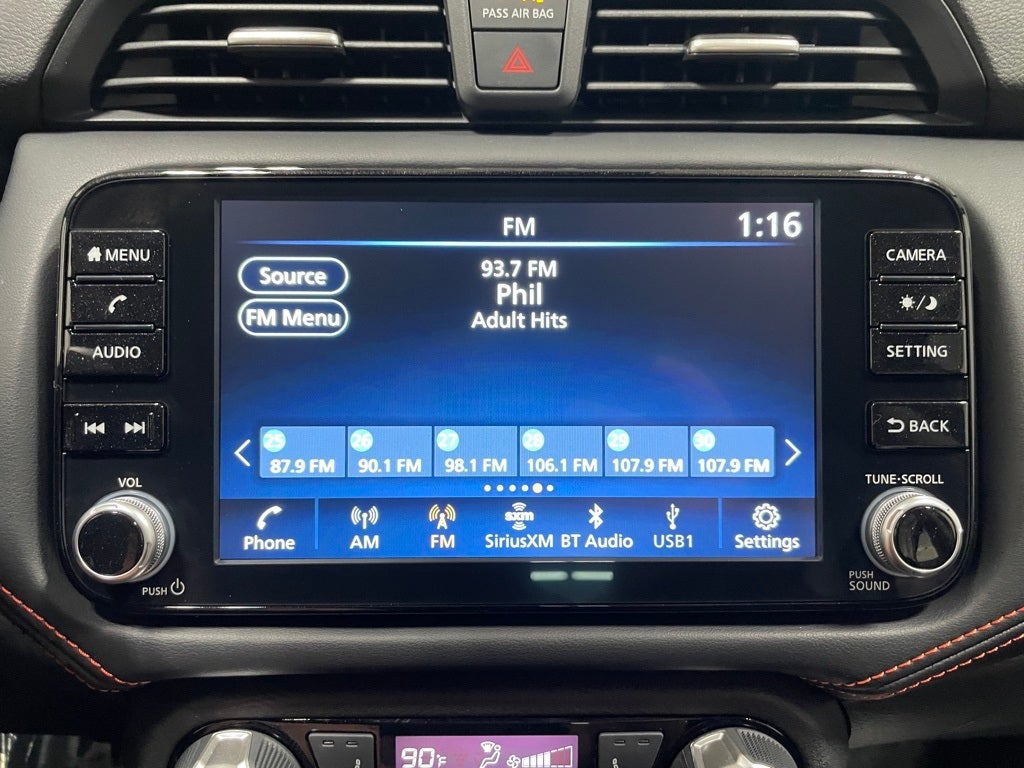 PASS AIR BAG
FM
1:16
MENU
Source
93.7 FM
Phil
Adult Hits
FM Menu
AUDIO
CAMERA
SETTING
BACK
25
26
27
28
29
30
87.9 FM
90.1 FM
98.1 FM
106.1 FM
107.9 FM
107.9 FM
VOL
TUNE•SCROLL
Phone
AM
FM
sxm
SiriusXM
BT Audio
USB1
Settings
PUSH
PUSH
SOUND
90°F